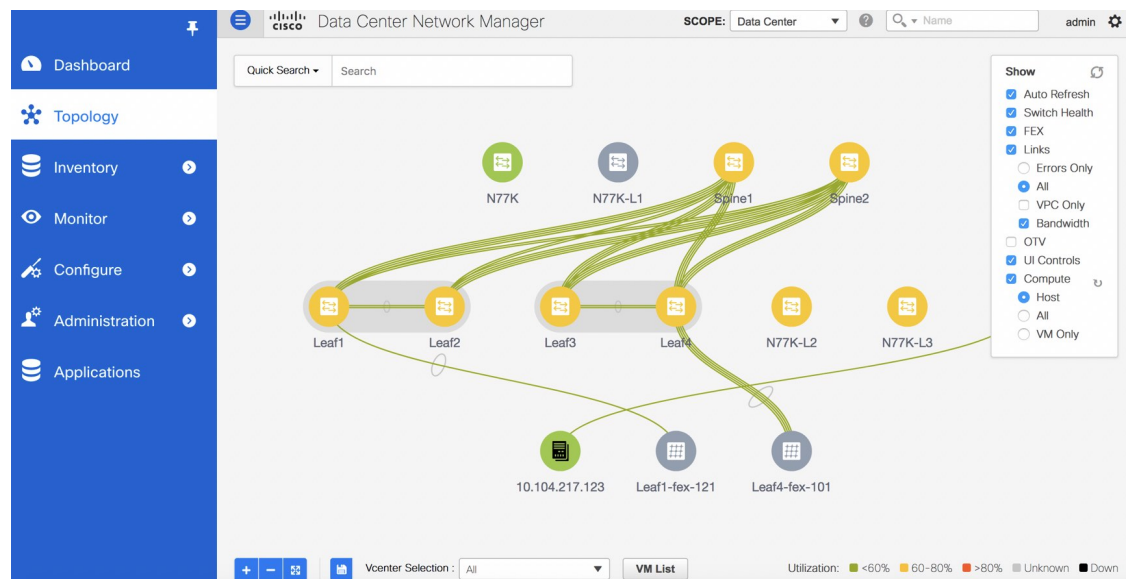 cisco Data Center Network Manager
SCOPE: Data Center
? Name
admin
Dashboard
Topology
Inventory
Monitor
Configure
Administration
Applications
Quick Search Search
Show
Auto Refresh
Switch Health
FEX
Links
Errors Only
All
VPC Only
Bandwidth
OTV
UI Controls
Compute
Host
All
VM Only
N77K N77K-L1 Spine1 Spine2
Leaf1 Leaf2 Leaf3 Leaf4 N77K-L2 N77K-L3
10.104.217.123 Leaf1-fex-121 Leaf4-fex-101
+ − Vcenter Selection : All VM List
Utilization: <60% 60-80% >80% Unknown Down